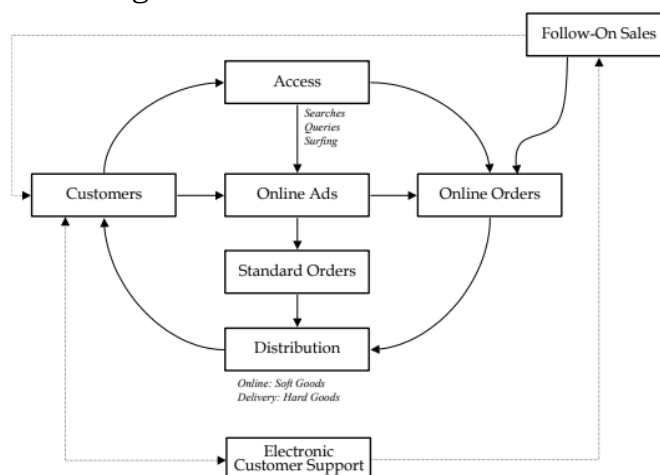 Follow-On Sales
Access
Searches
Queries
Surfing
Customers
Online Ads
Online Orders
Standard Orders
Distribution
Online: Soft Goods
Delivery: Hard Goods
Electronic
Customer Support